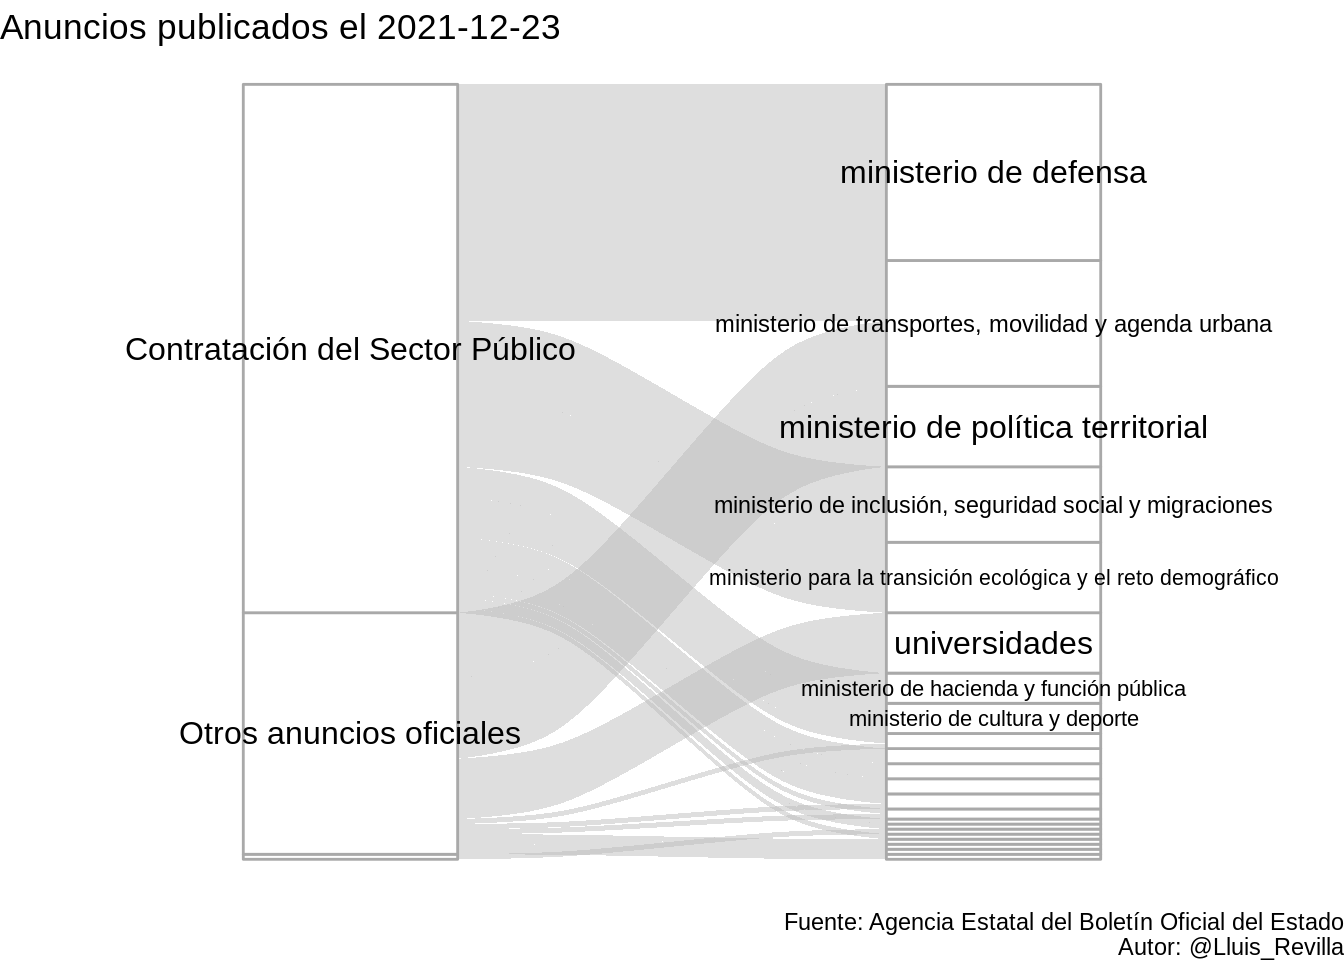 Anuncios publicados el 2021-12-23
ministerio de defensa
ministerio de transportes, movilidad y agenda urbana
Contratación del Sector Público
ministerio de política territorial
ministerio de inclusión, seguridad social y migraciones
ministerio para la transición ecológica y el reto demográfico
universidades
ministerio de hacienda y función pública
ministerio de cultura y deporte
Otros anuncios oficiales
Fuente: Agencia Estatal del Boletín Oficial del Estado
Autor: @Lluis_Revilla